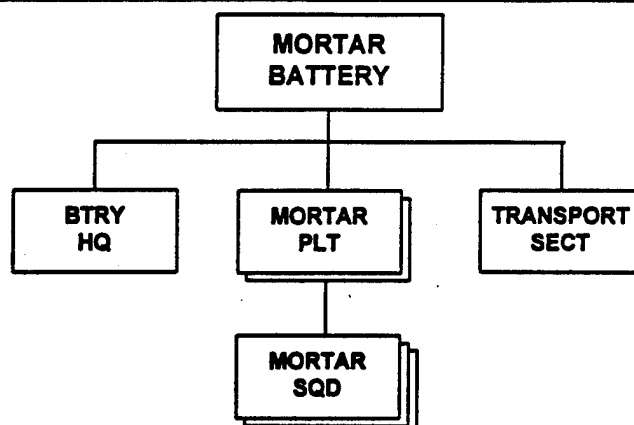 MORTAR
BATTERY
BTRY
HQ
MORTAR
PLT
TRANSPORT
SECT
MORTAR
SQD